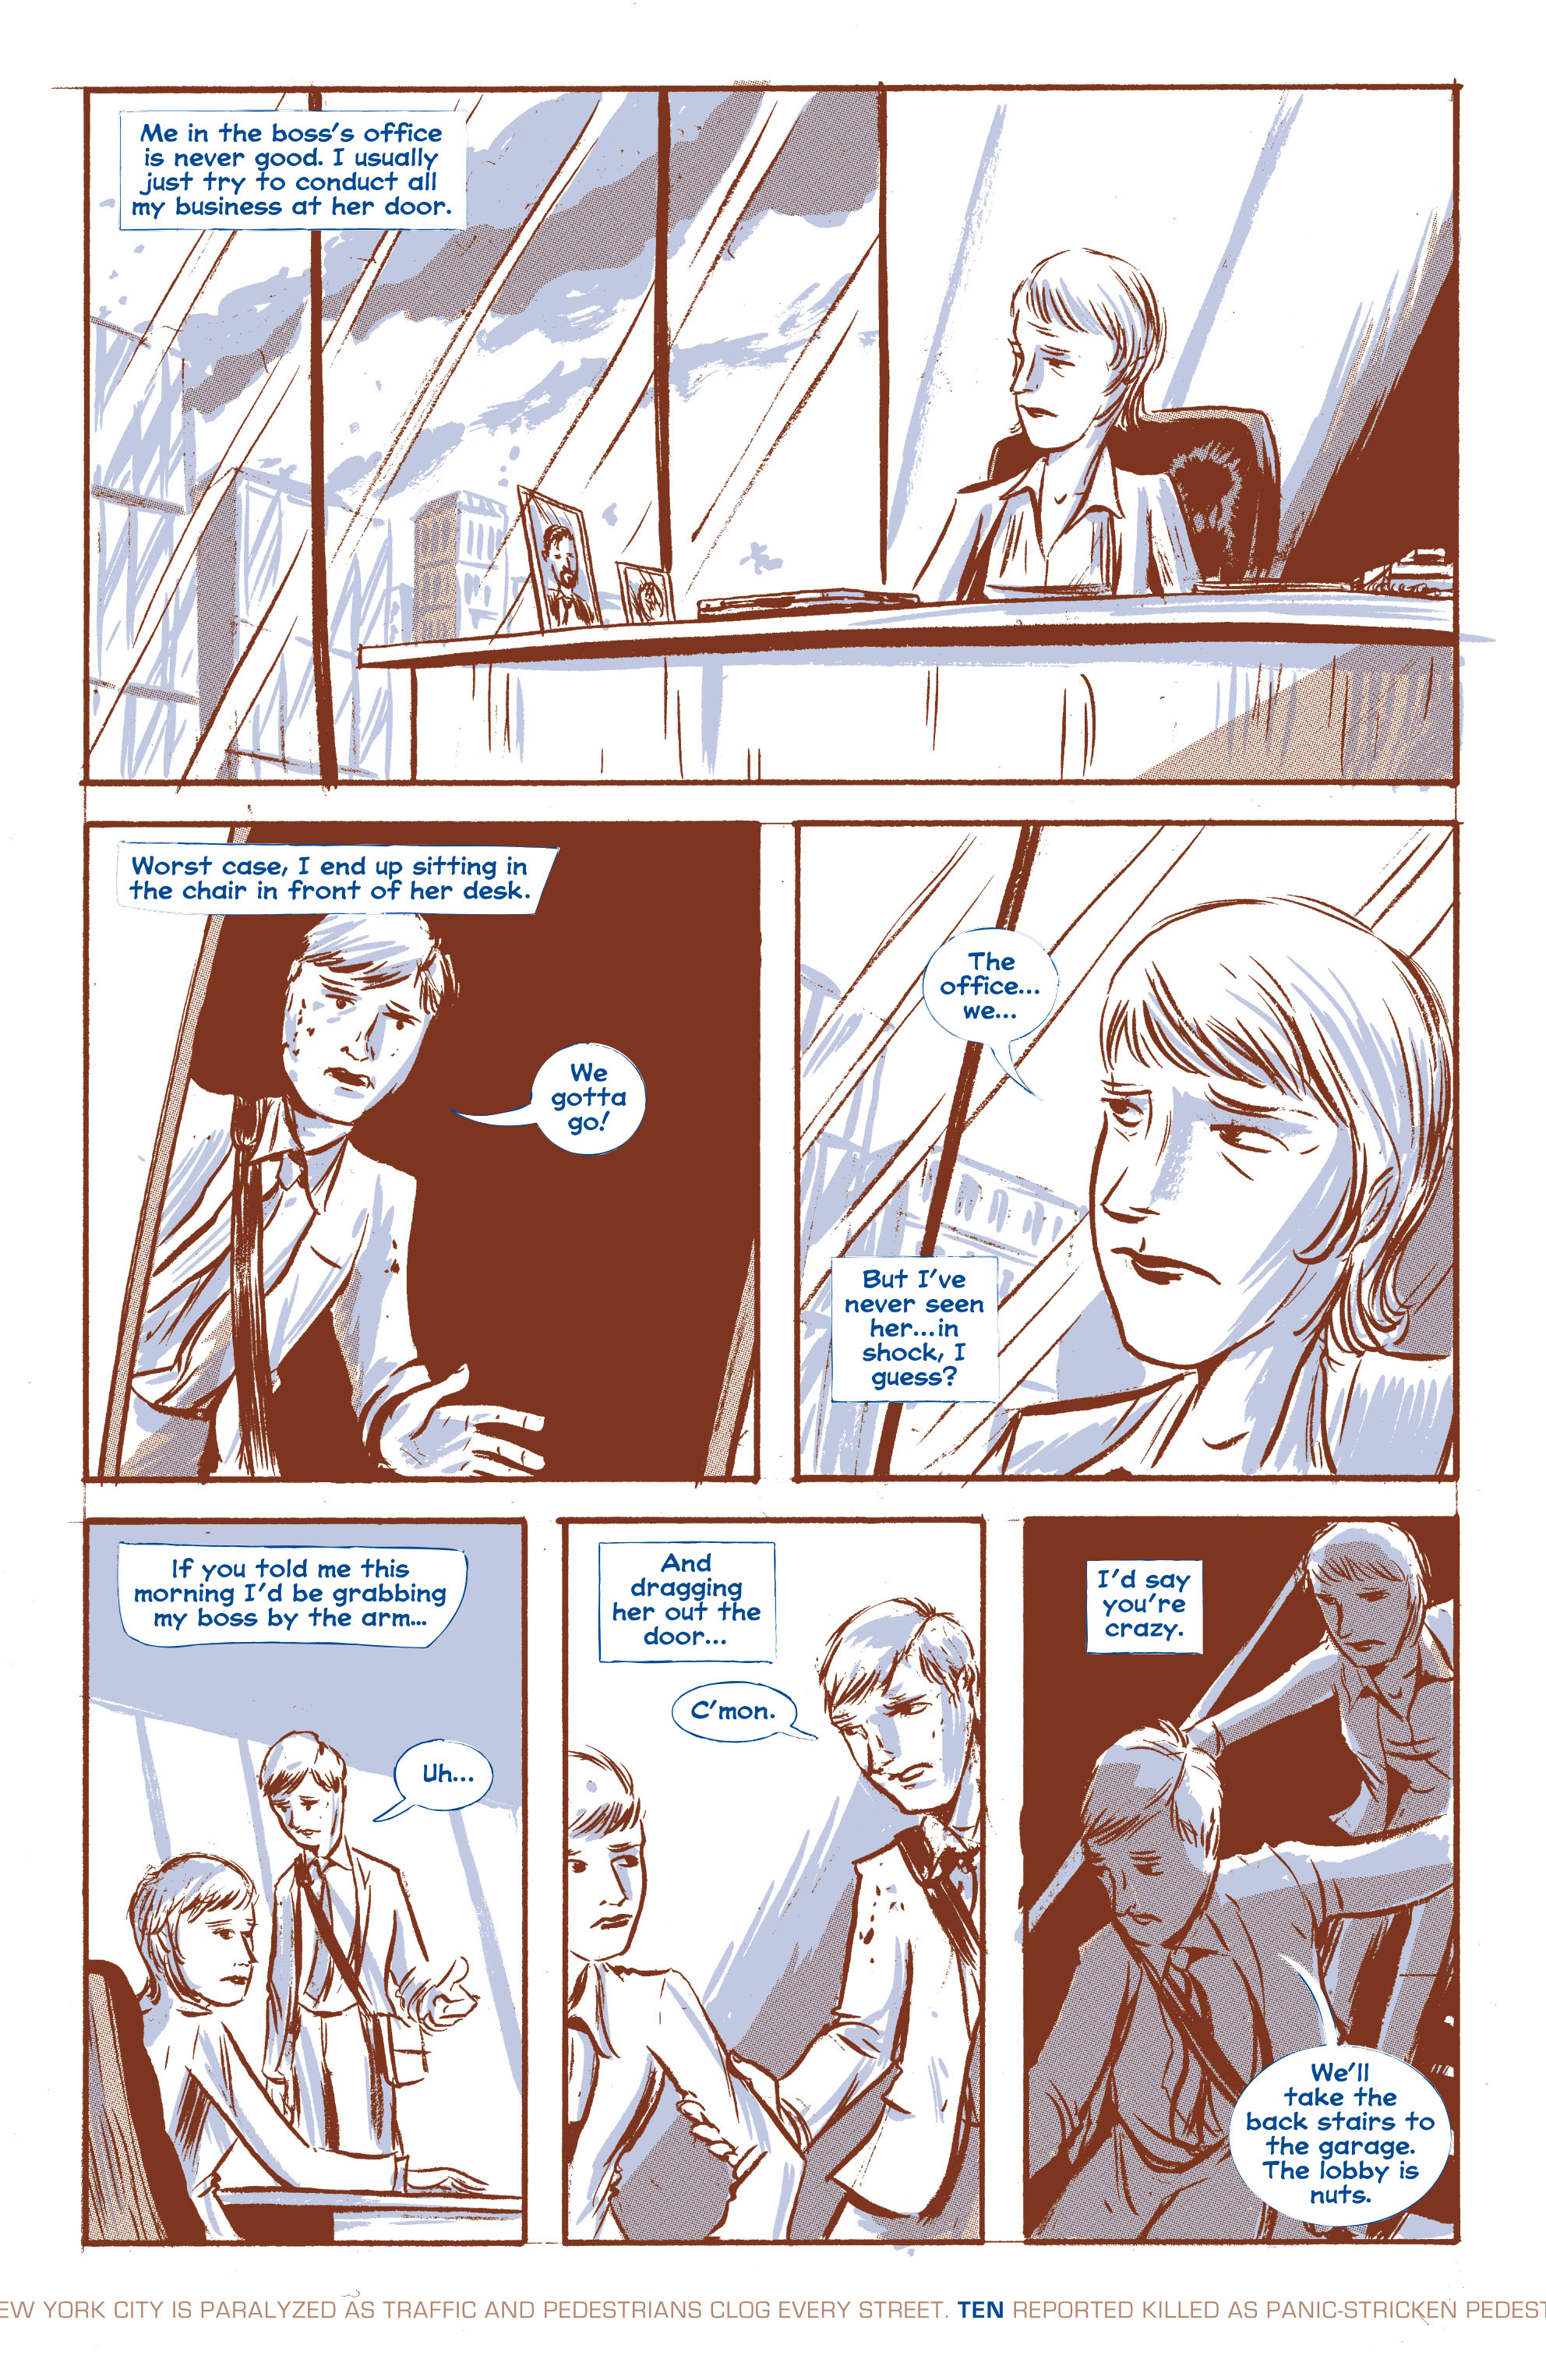 Me in the boss's office
is never good. I usually
just try to conduct all
my business at her door.
Worst case, I end up sitting in
the chair in front of her desk.
We
gotta
go!
The
office...
we...
But I've
never seen
her...in
shock, I
guess?
If you told me this
morning I'd be grabbing
my boss by the arm...
Uh...
And
dragging
her out the
door...
C'mon.
I'd say
you're
crazy.
We'll
take the
back stairs to
the garage.
The lobby is
nuts.
EW YORK CITY IS PARALYZED AS TRAFFIC AND PEDESTRIANS CLOG EVERY STREET. TEN REPORTED KILLED AS PANIC-STRICKEN PEDEST